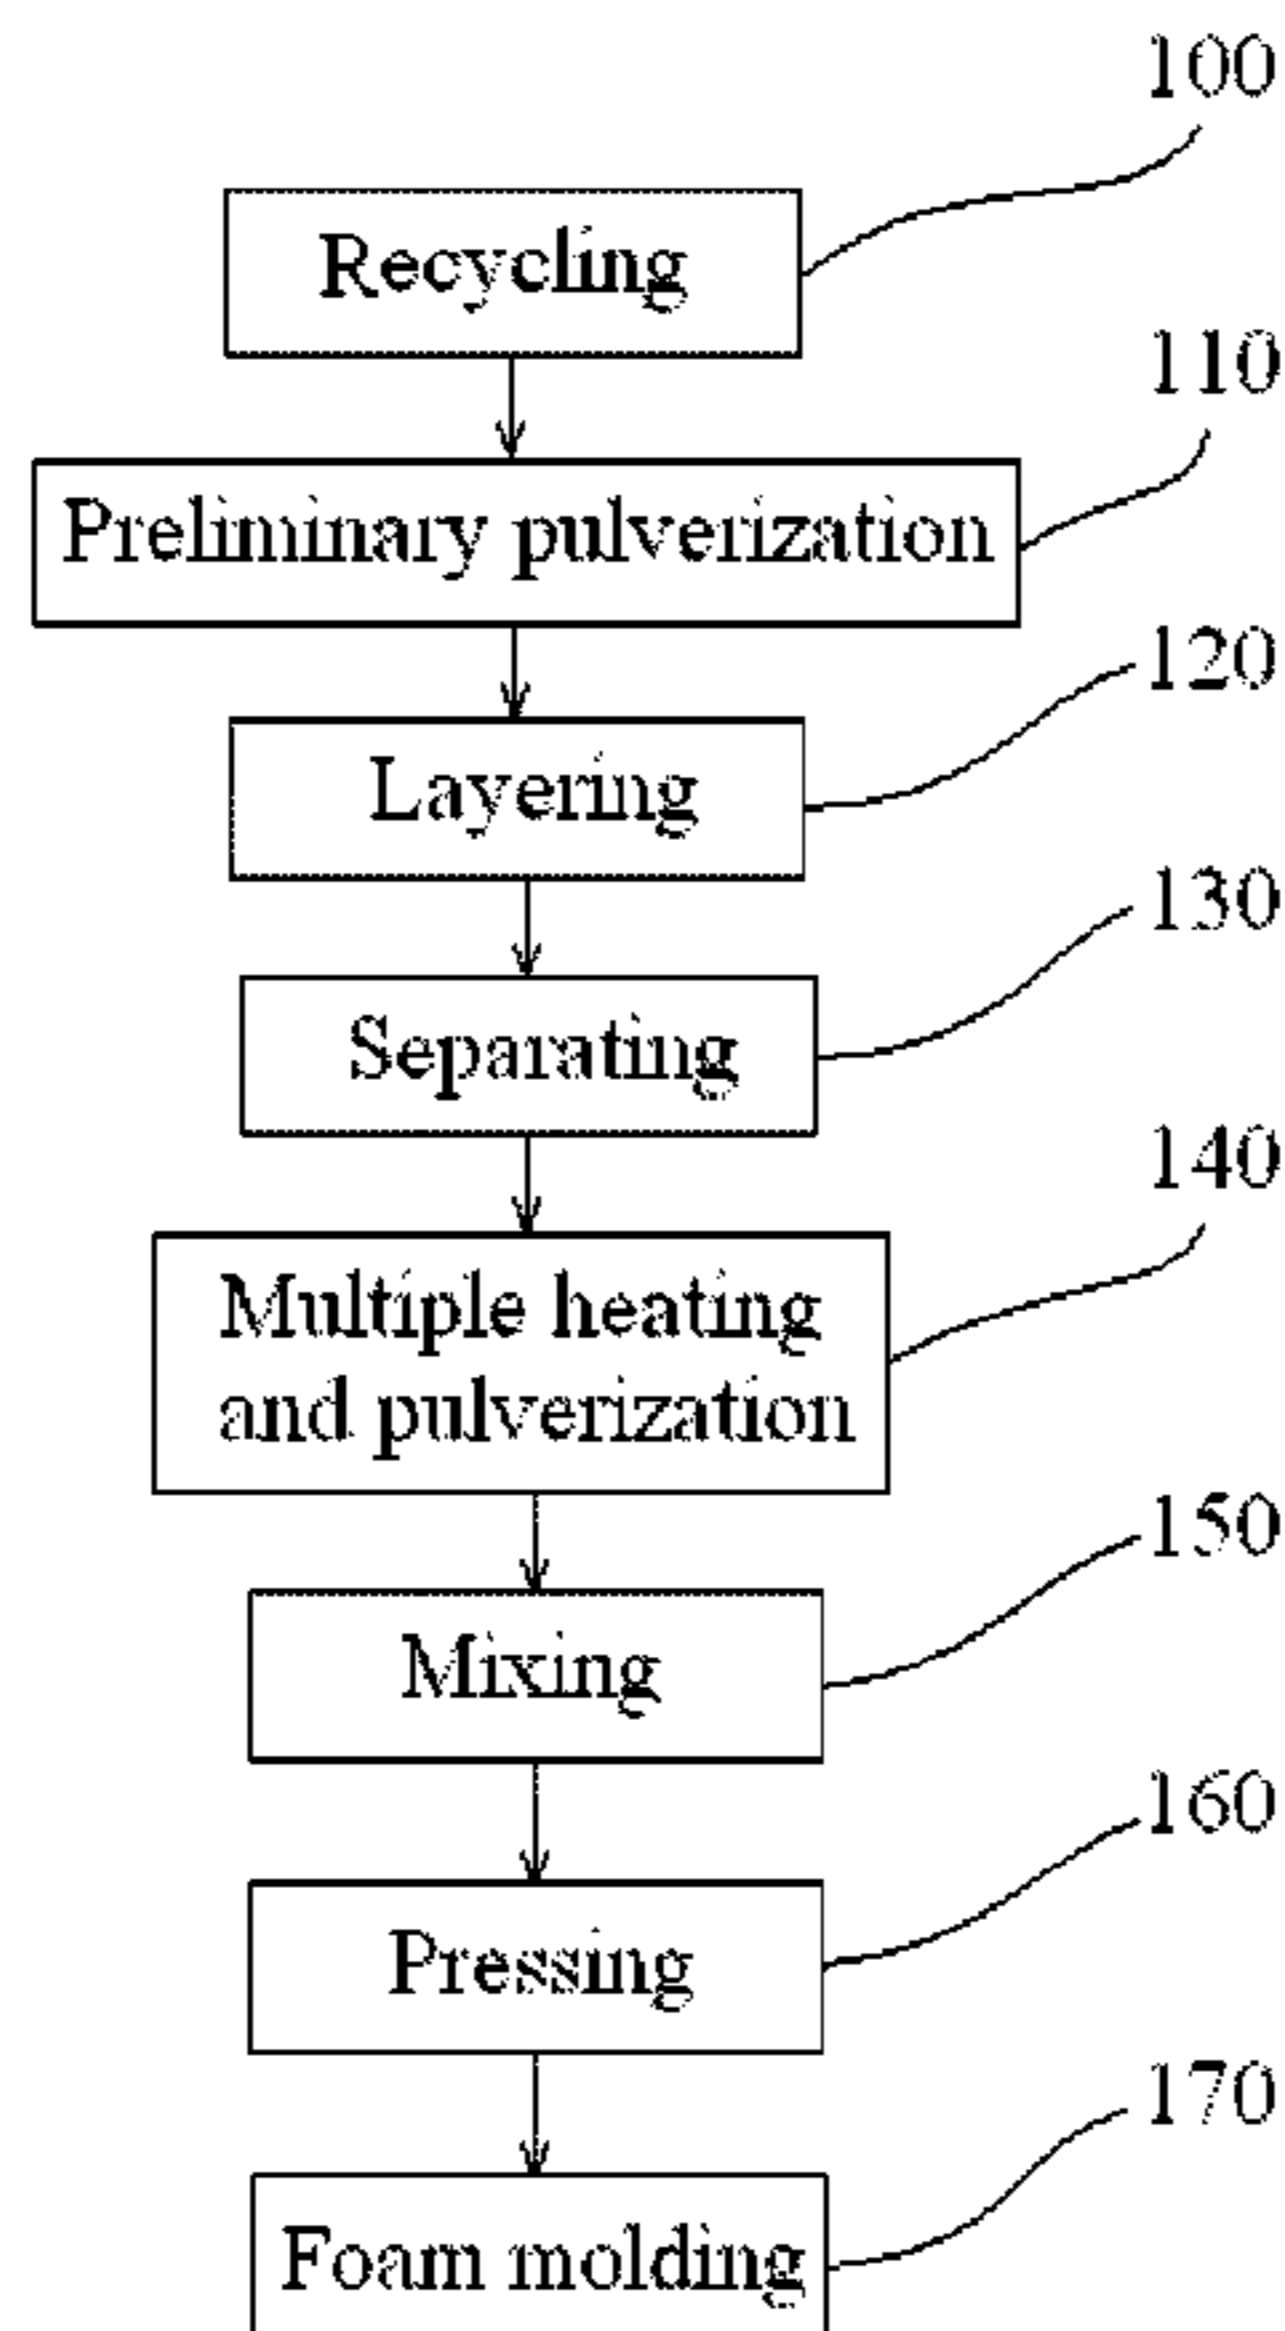 100
Recycling
110
Preliminary pulverization
120
Layering
130
Separating
140
Multiple heating
and pulverization
150
Mixing
160
Pressing
170
Foam molding